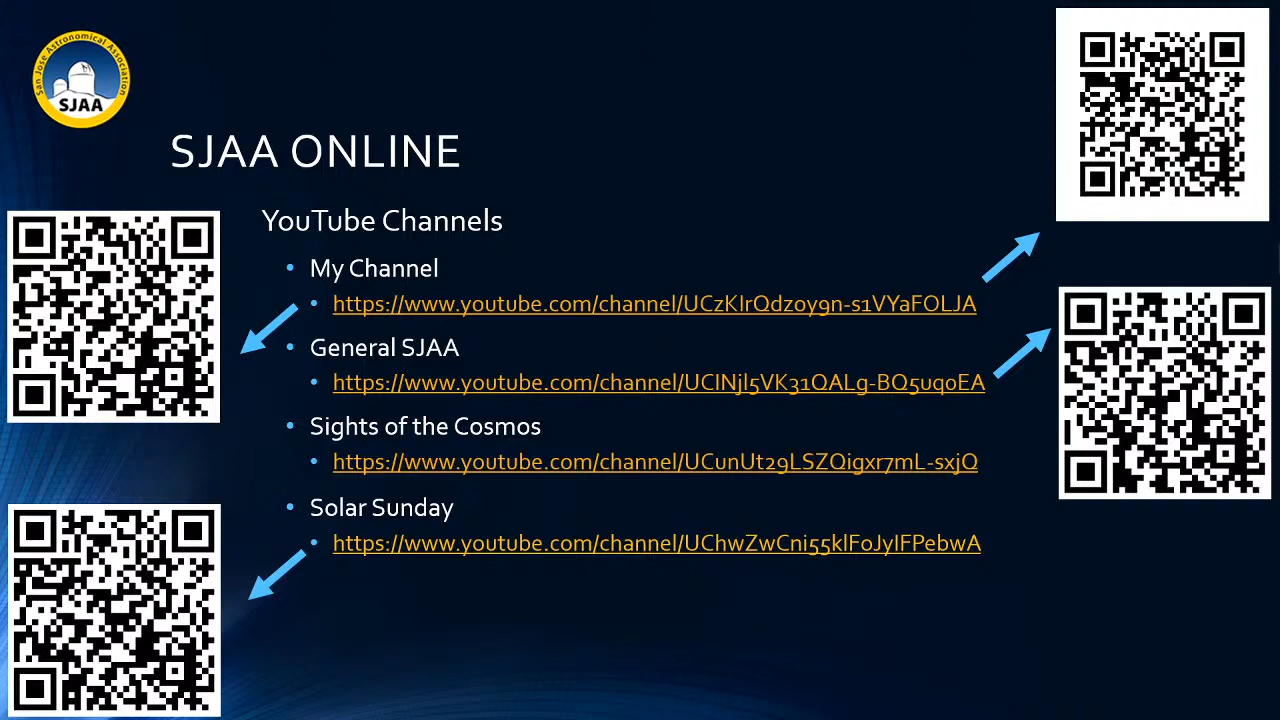 San Jose Astronomical Association
SJAA
SJAA ONLINE
YouTube Channels
• My Channel
• https://www.youtube.com/channel/UCzKIrQdzoy9n-s1VYaFOLJA
• General SJAA
• https://www.youtube.com/channel/UCINjl5VK31QALg-BQ5uq0EA
• Sights of the Cosmos
• https://www.youtube.com/channel/UCunUt29LSZQigxr7mL-sxjQ
• Solar Sunday
• https://www.youtube.com/channel/UChwZwCni55klFoJyIFPebwA